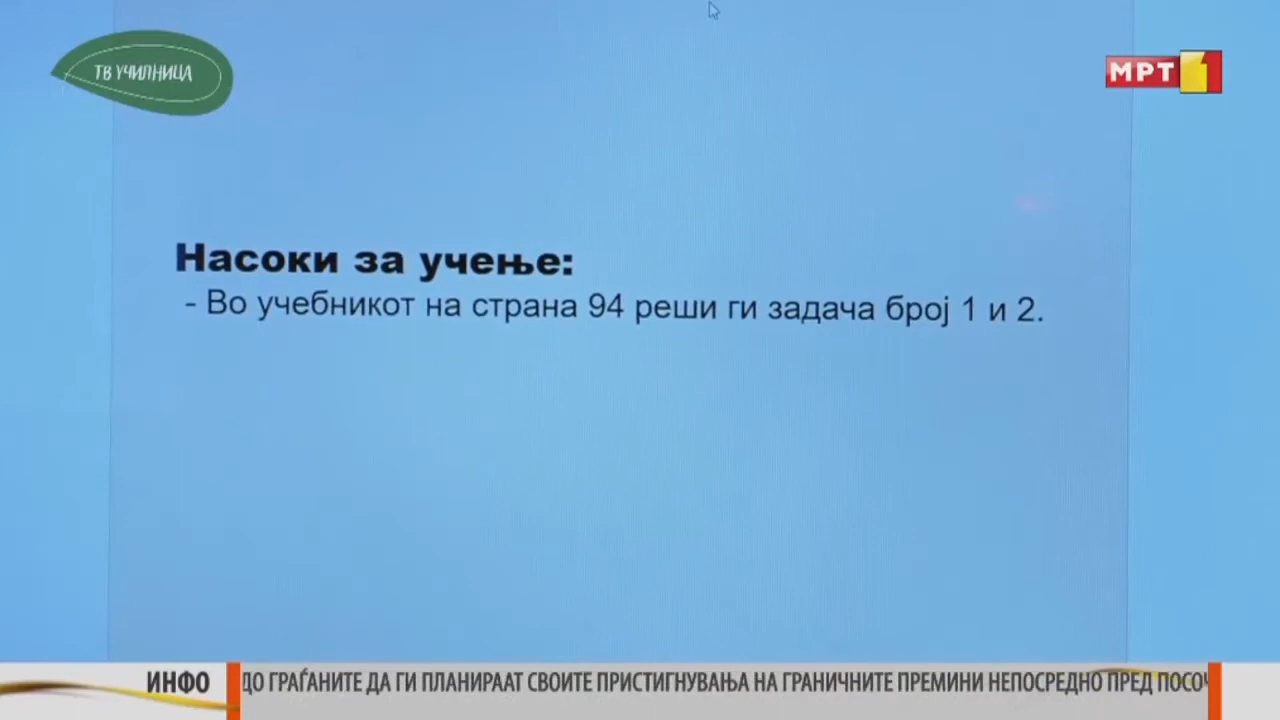 ТВ УЧИЛНИЦА
МРТ 1
Насоки за учење:
- Во учебникот на страна 94 реши ги задача број 1 и 2.
ИНФО
ДО ГРАЃАНИТЕ ДА ГИ ПЛАНИРААТ СВОИТЕ ПРИСТИГНУВАЊА НА ГРАНИЧНИТЕ ПРЕМИНИ НЕПОСРЕДНО ПРЕД